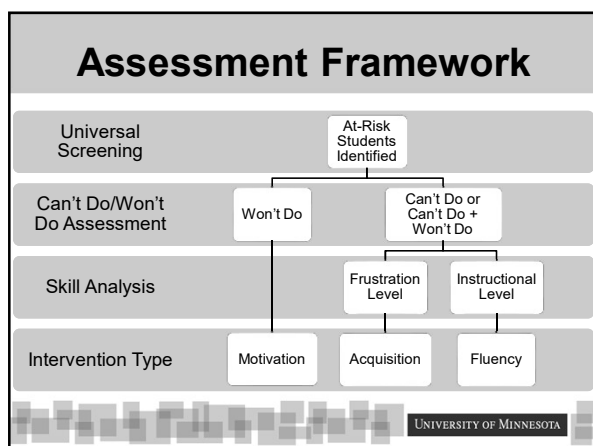 Assessment Framework
Universal
Screening
At-Risk
Students
Identified
Can't Do/Won't
Do Assessment
Won't Do
Can't Do or
Can't Do +
Won't Do
Skill Analysis
Frustration
Level
Instructional
Level
Intervention Type
Motivation
Acquisition
Fluency
UNIVERSITY OF MINNESOTA